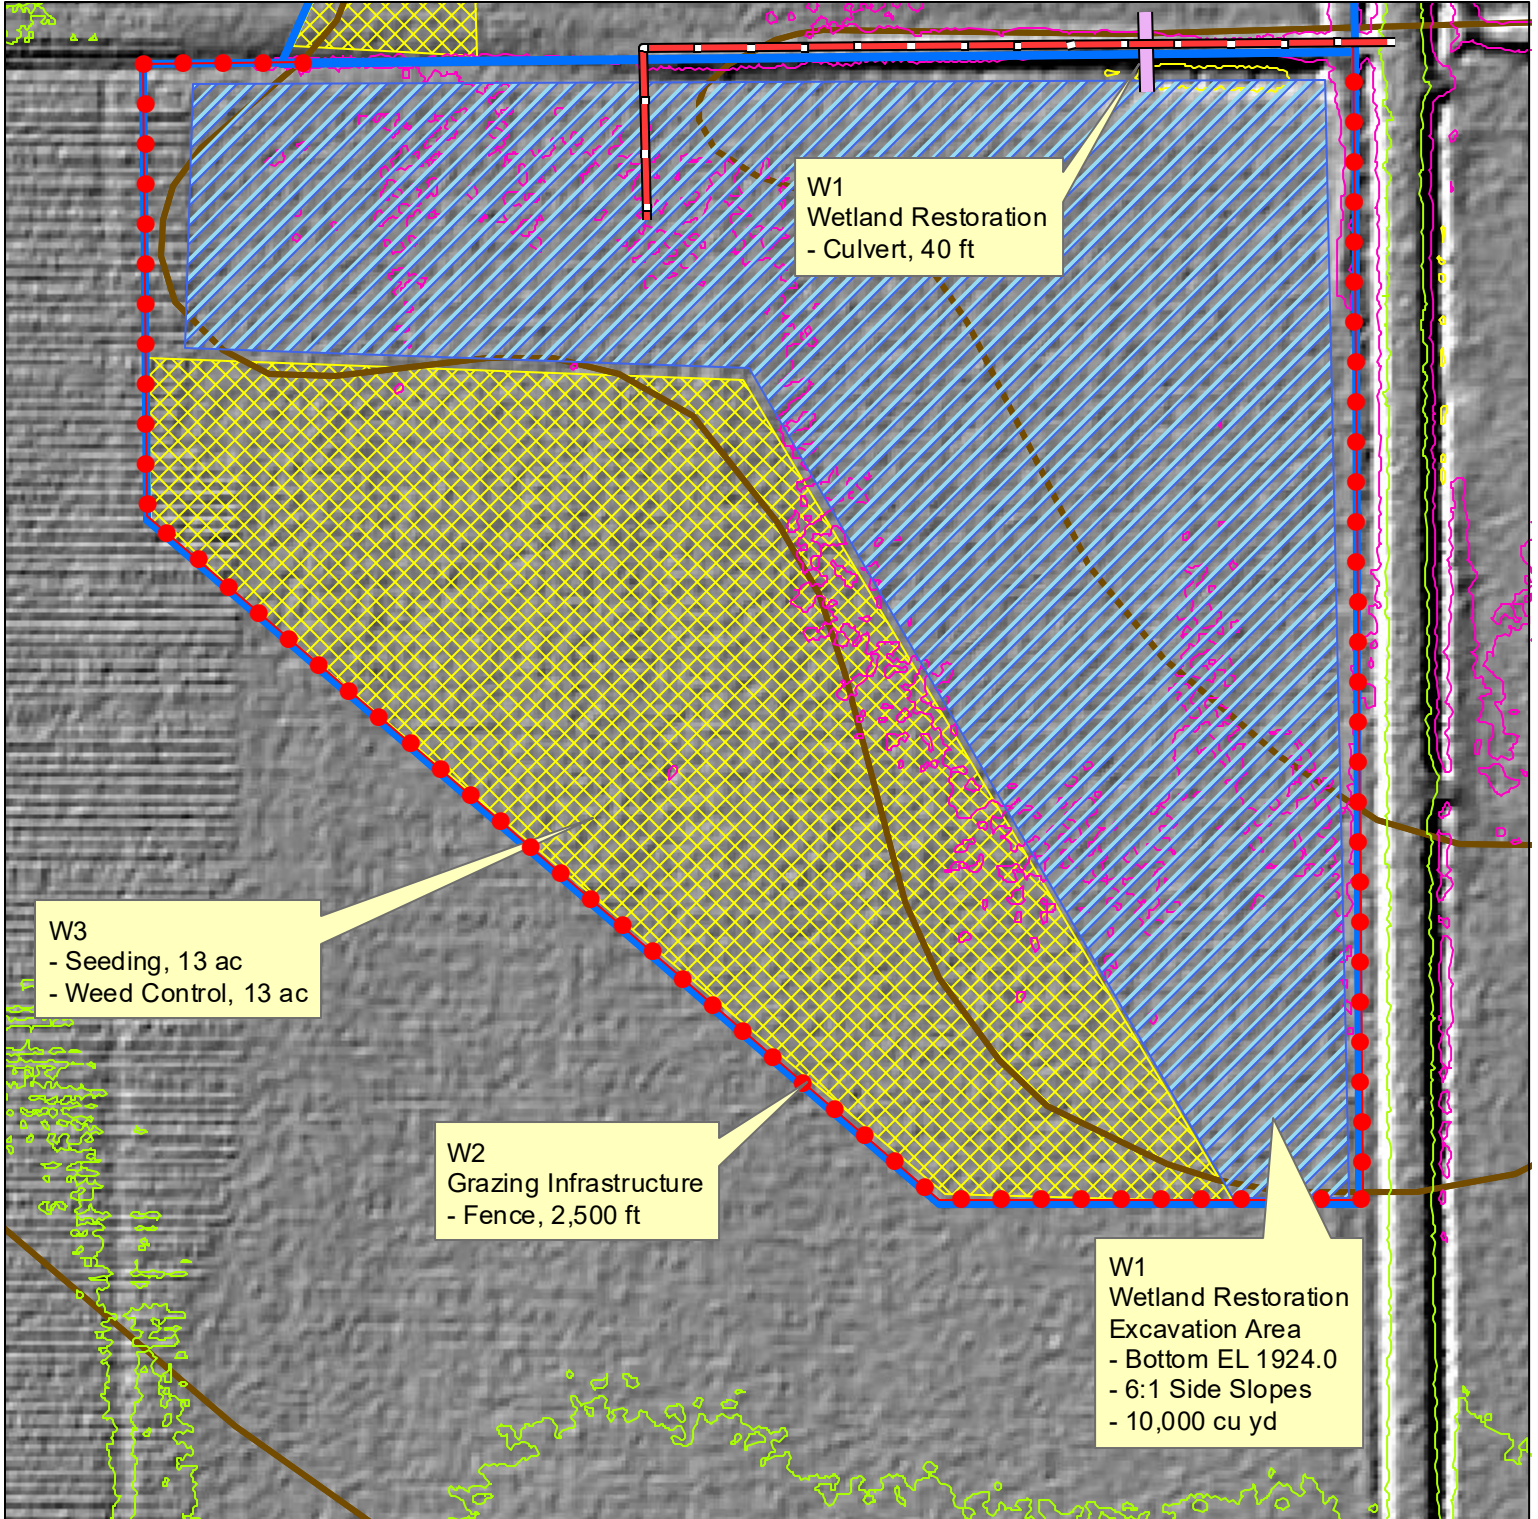 W1
Wetland Restoration
- Culvert, 40 ft
W3
- Seeding, 13 ac
- Weed Control, 13 ac
W2
Grazing Infrastructure
- Fence, 2,500 ft
W1
Wetland Restoration
Excavation Area
- Bottom EL 1924.0
- 6:1 Side Slopes
- 10,000 cu yd